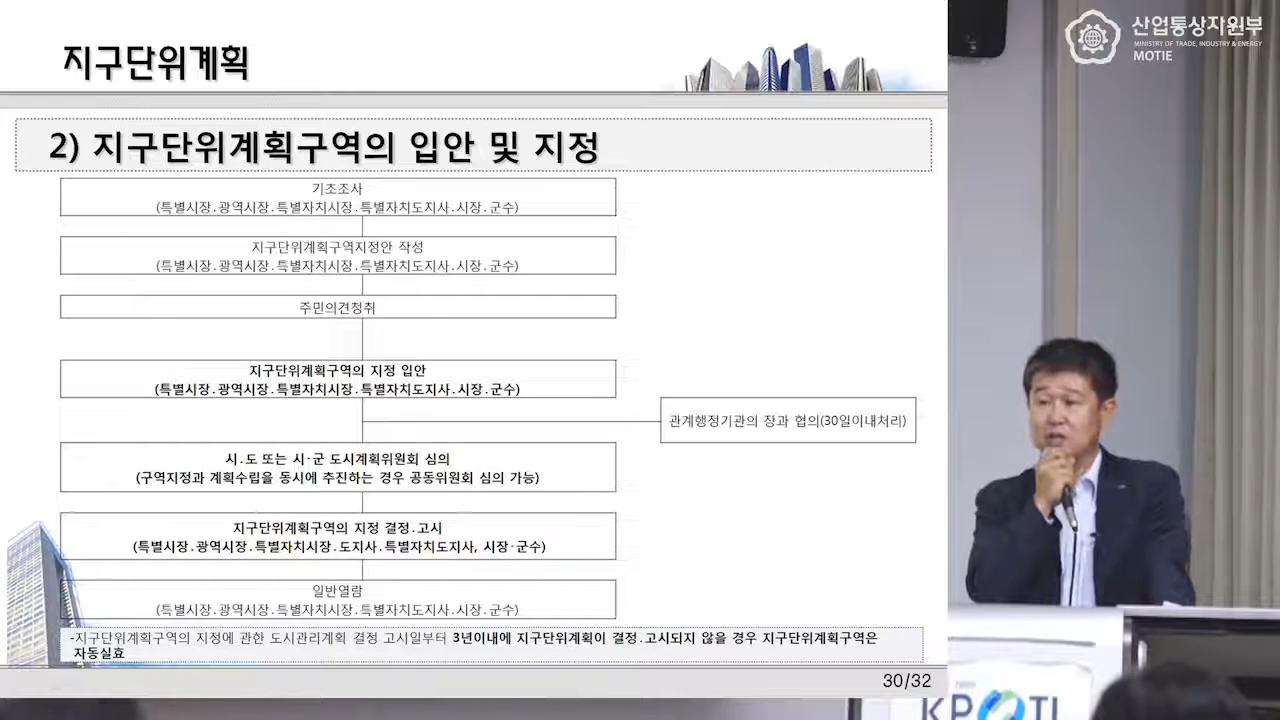 지구단위계획
산업통상자원부
MINISTRY OF TRADE, INDUSTRY & ENERGY
MOTIE
2) 지구단위계획구역의 입안 및 지정
기초조사
(특별시장.광역시장.특별자치시장.특별자치도지사.시장.군수)
지구단위계획구역지정안 작성
(특별시장.광역시장.특별자치시장.특별자치도지사.시장.군수)
주민의견청취
지구단위계획구역의 지정 입안
(특별시장.광역시장.특별자치시장.특별자치도지사.시장.군수)
관계행정기관의 장과 협의(30일이내처리)
시.도 또는 시·군 도시계획위원회 심의
(구역지정과 계획수립을 동시에 추진하는 경우 공동위원회 심의 가능)
지구단위계획구역의 지정 결정.고시
(특별시장.광역시장.특별자치시장.도지사.특별자치도지사, 시장·군수)
일반열람
(특별시장.광역시장.특별자치시장.특별자치도지사.시장.군수)
-지구단위계획구역의 지정에 관한 도시관리계획 결정 고시일부터 3년이내에 지구단위계획이 결정.고시되지 않을 경우 지구단위계획구역은
자동실효
30/32